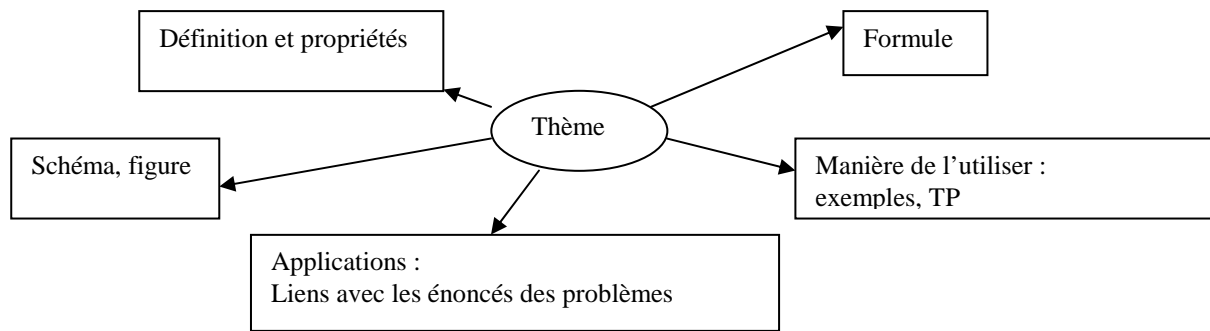 Définition et propriétés
Formule
Thème
Schéma, figure
Manière de l’utiliser :
exemples, TP
Applications :
Liens avec les énoncés des problèmes